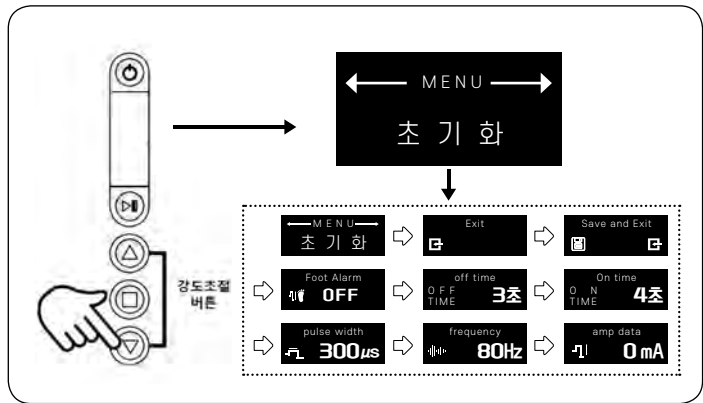 MENU
초 기 화
강도조절
버튼
MENU
초 기 화
Exit
Save and Exit
Foot Alarm
OFF
off time
OFF
TIME
3초
On time
O N
TIME
4초
pulse width
300μs
frequency
80Hz
amp data
0 mA